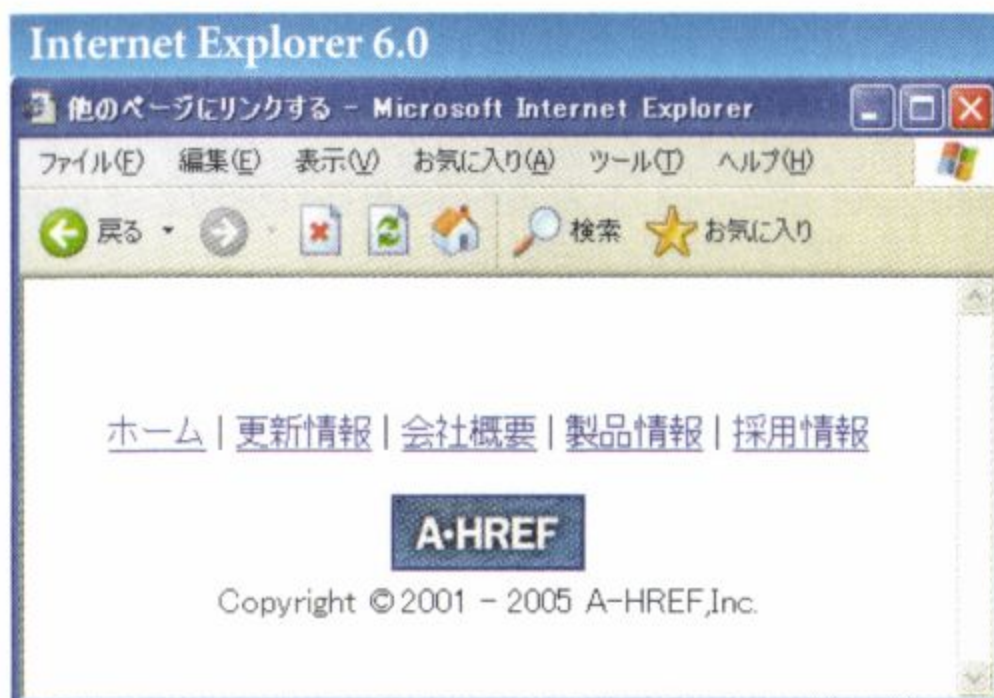 Internet Explorer 6.0
他のページにリンクする - Microsoft Internet Explorer
ファイル(F) 編集(E) 表示(V) お気に入り(A) ツール(T) ヘルプ(H)
戻る 検索 お気に入り
ホーム | 更新情報 | 会社概要 | 製品情報 | 採用情報
A・HREF
Copyright ©2001 - 2005 A-HREF,Inc.